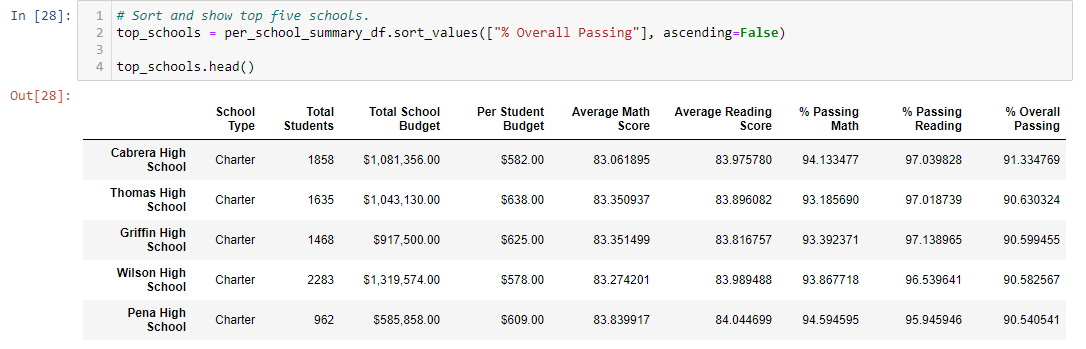 In [28]:
1 # Sort and show top five schools.
2 top_schools = per_school_summary_df.sort_values(["% Overall Passing"], ascending=False)
3
4 top_schools.head()
Out[28]:
School Type Total Students Total School Budget Per Student Budget Average Math Score Average Reading Score % Passing Math % Passing Reading % Overall Passing
Cabrera High School Charter 1858 $1,081,356.00 $582.00 83.061895 83.975780 94.133477 97.039828 91.334769
Thomas High School Charter 1635 $1,043,130.00 $638.00 83.350937 83.896082 93.185690 97.018739 90.630324
Griffin High School Charter 1468 $917,500.00 $625.00 83.351499 83.816757 93.392371 97.138965 90.599455
Wilson High School Charter 2283 $1,319,574.00 $578.00 83.274201 83.989488 93.867718 96.539641 90.582567
Pena High School Charter 962 $585,858.00 $609.00 83.839917 84.044699 94.594595 95.945946 90.540541